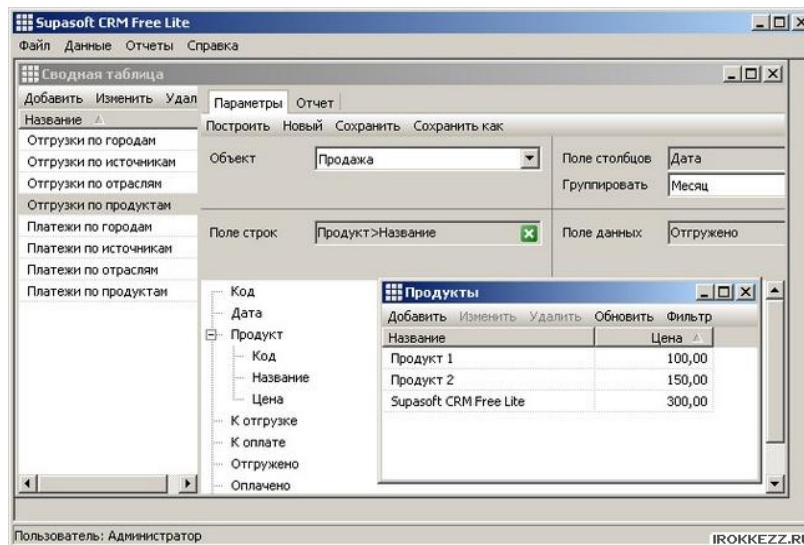 Supasoft CRM Free Lite
Файл Данные Отчеты Справка
Сводная таблица
Добавить Изменить Удал
Название
Отгрузки по городам
Отгрузки по источникам
Отгрузки по отраслям
Отгрузки по продуктам
Платежи по городам
Платежи по источникам
Платежи по отраслям
Платежи по продуктам
Параметры Отчет
Построить Новый Сохранить Сохранить как
Объект Продажа
Поле столбцов Дата
Группировать Месяц
Поле строк Продукт>Название
Поле данных Отгружено
Код
Дата
Продукт
Код
Название
Цена
К отгрузке
К оплате
Отгружено
Оплачено
Продукты
Добавить Изменить Удалить Обновить Фильтр
Название Цена
Продукт 1 100,00
Продукт 2 150,00
Supasoft CRM Free Lite 300,00
Пользователь: Администратор
IROKKEZZ.RU